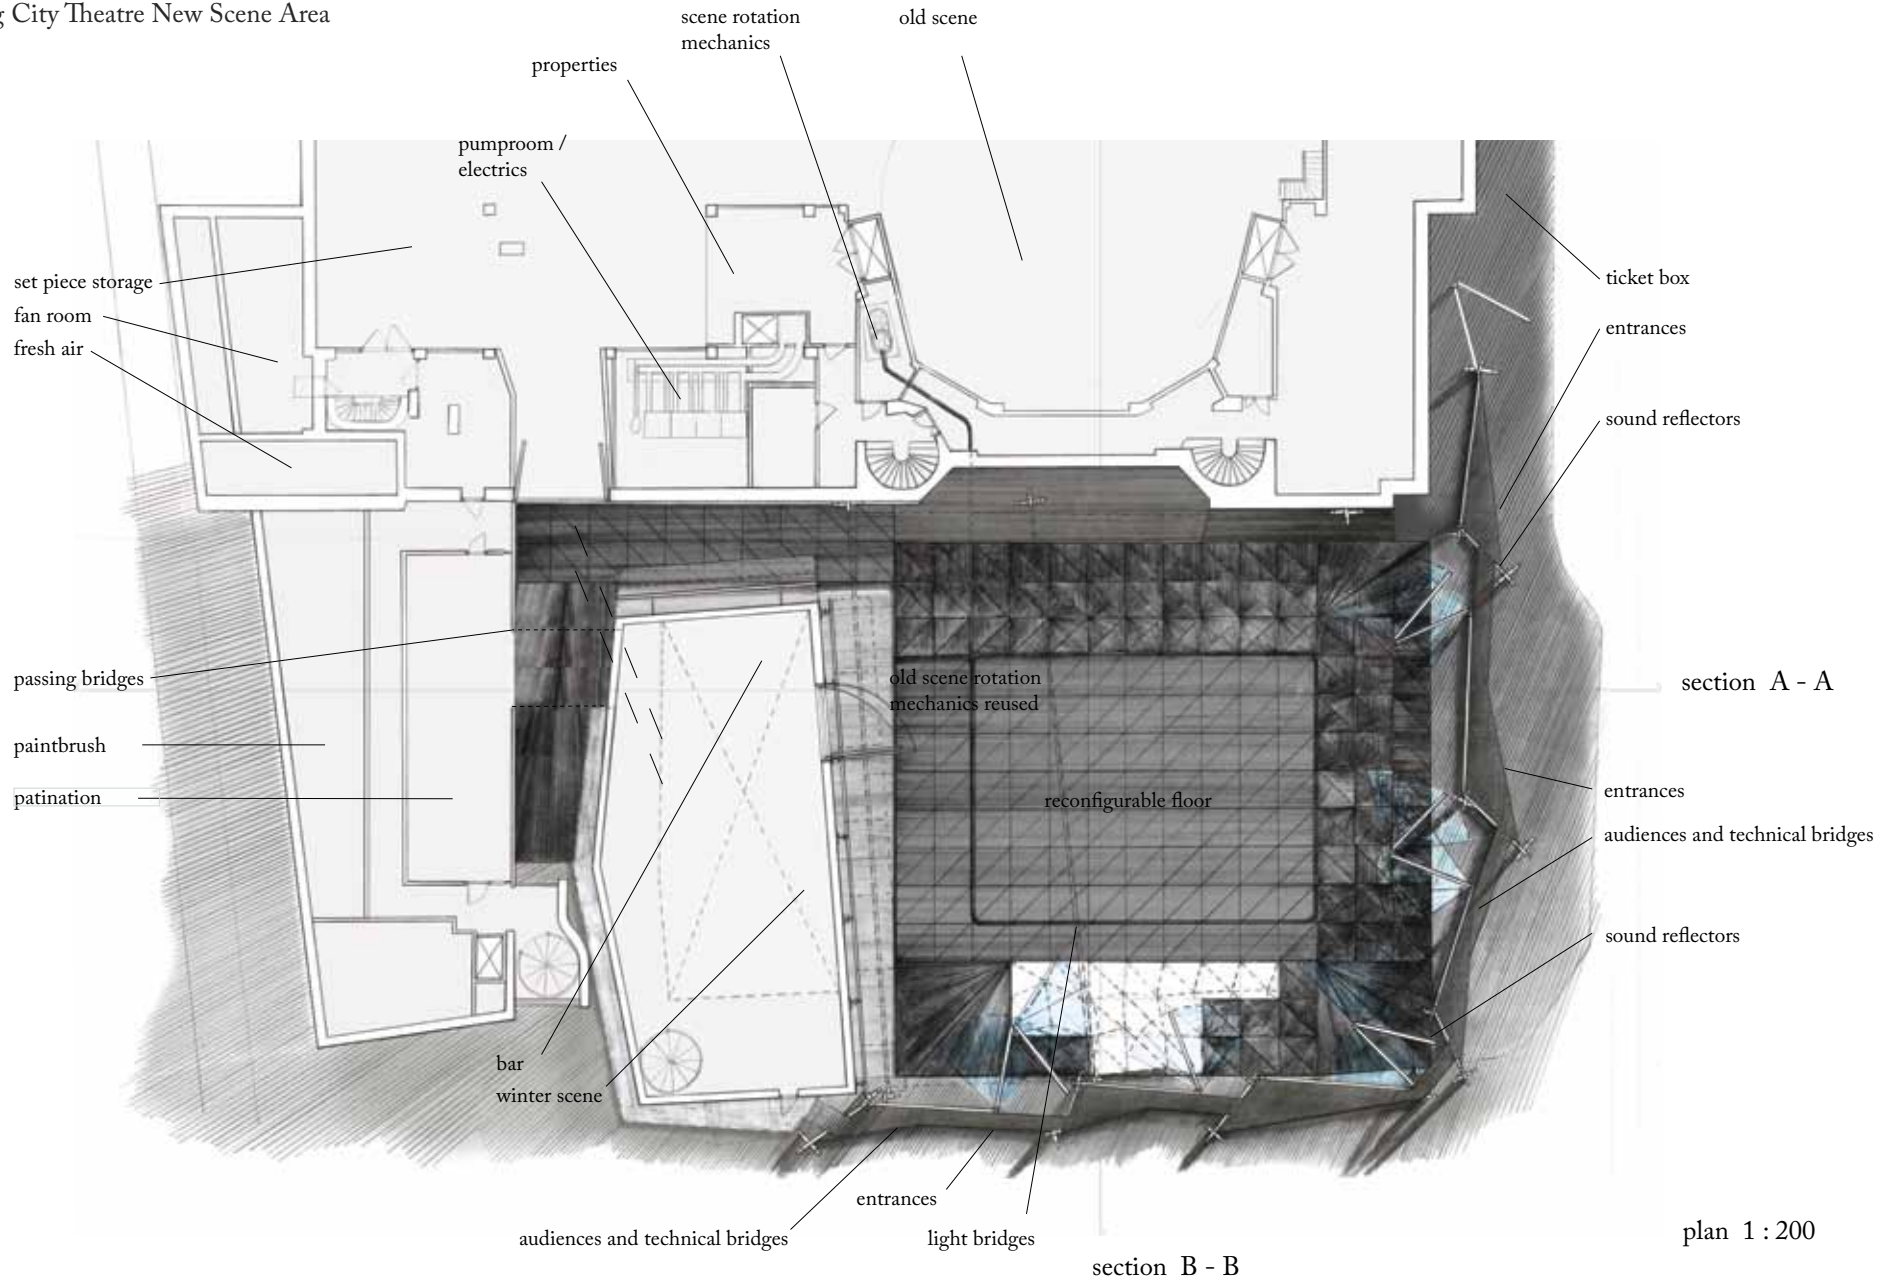 City Theatre New Scene Area
scene rotation
mechanics
old scene
properties
pumproom /
electrics
set piece storage
fan room
fresh air
ticket box
entrances
sound reflectors
passing bridges
old scene rotation
mechanics reused
section A - A
paintbrush
patination
reconfigurable floor
entrances
audiences and technical bridges
sound reflectors
bar
winter scene
entrances
audiences and technical bridges
light bridges
plan 1 : 200
section B - B